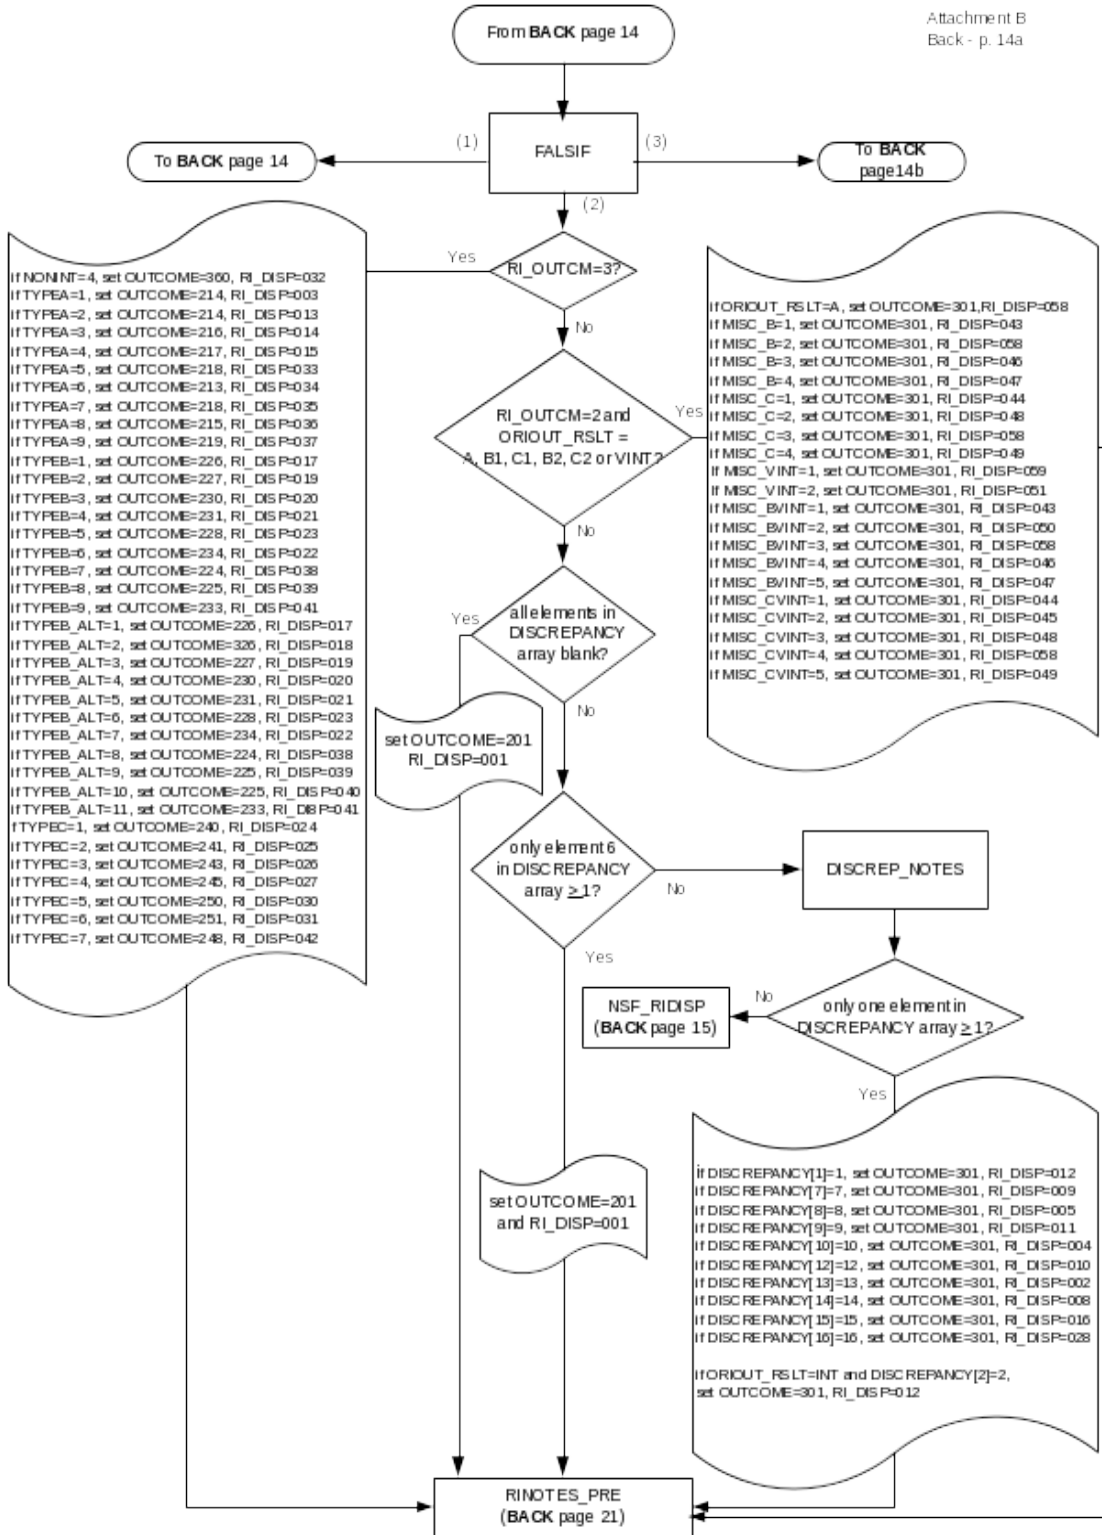 Attachment B
Back - p. 14a
From BACK page 14
(1)
FALSIF
(3)
To BACK page 14
To BACK
page14b
(2)
Yes
RI_OUTCM=3?
No
if NONINT=4, set OUTCOME=360, RI_DISP=032
if TYPEA=1, set OUTCOME=214, RI_DISP=003
if TYPEA=2, set OUTCOME=214, RI_DISP=013
if TYPEA=3, set OUTCOME=216, RI_DISP=014
if TYPEA=4, set OUTCOME=217, RI_DISP=015
if TYPEA=5, set OUTCOME=218, RI_DISP=033
if TYPEA=6, set OUTCOME=213, RI_DISP=034
if TYPEA=7, set OUTCOME=218, RI_DISP=035
if TYPEA=8, set OUTCOME=215, RI_DISP=036
if TYPEA=9, set OUTCOME=219, RI_DISP=037
if TYPEB=1, set OUTCOME=226, RI_DISP=017
if TYPEB=2, set OUTCOME=227, RI_DISP=019
if TYPEB=3, set OUTCOME=230, RI_DISP=020
if TYPEB=4, set OUTCOME=231, RI_DISP=021
if TYPEB=5, set OUTCOME=228, RI_DISP=023
if TYPEB=6, set OUTCOME=234, RI_DISP=022
if TYPEB=7, set OUTCOME=224, RI_DISP=038
if TYPEB=8, set OUTCOME=225, RI_DISP=039
if TYPEB=9, set OUTCOME=233, RI_DISP=041
if TYPEB_ALT=1, set OUTCOME=226, RI_DISP=017
if TYPEB_ALT=2, set OUTCOME=326, RI_DISP=018
if TYPEB_ALT=3, set OUTCOME=227, RI_DISP=019
if TYPEB_ALT=4, set OUTCOME=230, RI_DISP=020
if TYPEB_ALT=5, set OUTCOME=231, RI_DISP=021
if TYPEB_ALT=6, set OUTCOME=228, RI_DISP=023
if TYPEB_ALT=7, set OUTCOME=234, RI_DISP=022
if TYPEB_ALT=8, set OUTCOME=224, RI_DISP=038
if TYPEB_ALT=9, set OUTCOME=225, RI_DISP=039
if TYPEB_ALT=10, set OUTCOME=225, RI_DISP=040
if TYPEB_ALT=11, set OUTCOME=233, RI_DI8P=041
f TYPEC=1, set OUTCOME=240, RI_DISP=024
if TYPEC=2, set OUTCOME=241, RI_DISP=025
if TYPEC=3, set OUTCOME=243, RI_DISP=026
if TYPEC=4, set OUTCOME=245, RI_DISP=027
if TYPEC=5, set OUTCOME=250, RI_DISP=030
if TYPEC=6, set OUTCOME=251, RI_DISP=031
if TYPEC=7, set OUTCOME=248, RI_DISP=042
RI_OUTCM=2 and
ORIOUT_RSLT =
A, B1, C1, B2, C2 or VINT?
Yes
No
if ORIOUT_RSLT=A, set OUTCOME=301,RI_DISP=058
if MISC_B=1, set OUTCOME=301, RI_DISP=043
if MISC_B=2, set OUTCOME=301, RI_DISP=058
if MISC_B=3, set OUTCOME=301, RI_DISP=046
if MISC_B=4, set OUTCOME=301, RI_DISP=047
if MISC_C=1, set OUTCOME=301, RI_DISP=044
if MISC_C=2, set OUTCOME=301, RI_DISP=048
if MISC_C=3, set OUTCOME=301, RI_DISP=058
if MISC_C=4, set OUTCOME=301, RI_DISP=049
if MISC_VINT=1, set OUTCOME=301, RI_DISP=059
if MISC_VINT=2, set OUTCOME=301, RI_DISP=051
if MISC_BVINT=1, set OUTCOME=301, RI_DISP=043
if MISC_BVINT=2, set OUTCOME=301, RI_DISP=050
if MISC_BVINT=3, set OUTCOME=301, RI_DISP=058
if MISC_BVINT=4, set OUTCOME=301, RI_DISP=046
if MISC_BVINT=5, set OUTCOME=301, RI_DISP=047
if MISC_CVINT=1, set OUTCOME=301, RI_DISP=044
if MISC_CVINT=2, set OUTCOME=301, RI_DISP=045
if MISC_CVINT=3, set OUTCOME=301, RI_DISP=048
if MISC_CVINT=4, set OUTCOME=301, RI_DISP=058
if MISC_CVINT=5, set OUTCOME=301, RI_DISP=049
Yes
all elements in
DISCREPANCY
array blank?
No
set OUTCOME=201
RI_DISP=001
only element 6
in DISCREPANCY
array ≥ 1?
No
Yes
DISCREP_NOTES
only one element in
DISCREPANCY array ≥ 1?
No
Yes
NSF_RIDISP
(BACK page 15)
set OUTCOME=201
and RI_DISP=001
if DISCREPANCY[1]=1, set OUTCOME=301, RI_DISP=012
if DISCREPANCY[7]=7, set OUTCOME=301, RI_DISP=009
if DISCREPANCY[8]=8, set OUTCOME=301, RI_DISP=005
if DISCREPANCY[9]=9, set OUTCOME=301, RI_DISP=011
if DISCREPANCY[10]=10, set OUTCOME=301, RI_DISP=004
if DISCREPANCY[12]=12, set OUTCOME=301, RI_DISP=010
if DISCREPANCY[13]=13, set OUTCOME=301, RI_DISP=002
if DISCREPANCY[14]=14, set OUTCOME=301, RI_DISP=008
if DISCREPANCY[15]=15, set OUTCOME=301, RI_DISP=016
if DISCREPANCY[16]=16, set OUTCOME=301, RI_DISP=028
if ORIOUT_RSLT=INT and DISCREPANCY[2]=2,
set OUTCOME=301, RI_DISP=012
RINOTES_PRE
(BACK page 21)